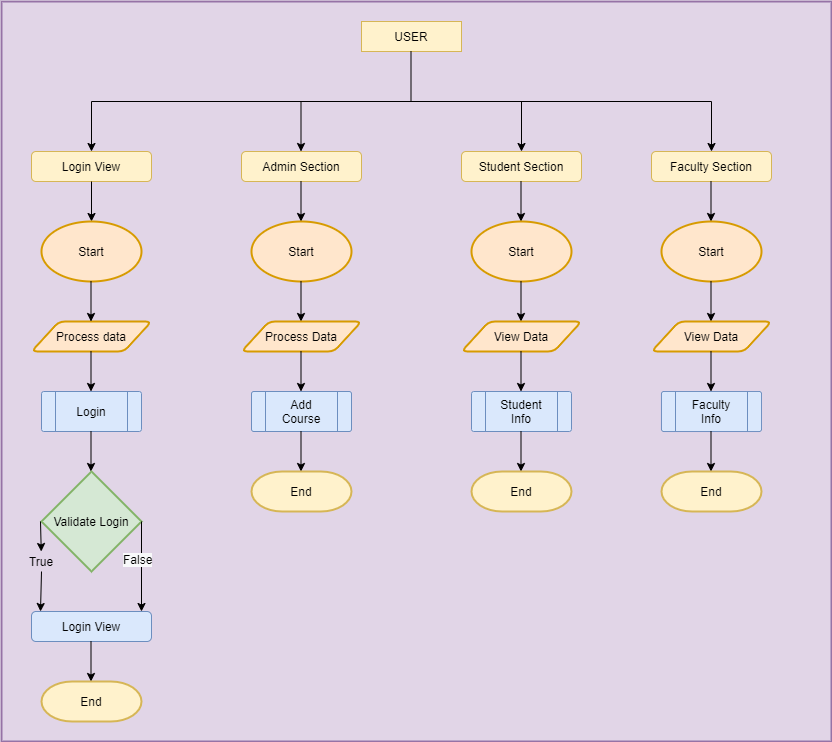 USER
Login View
Admin Section
Student Section
Faculty Section
Start
Start
Start
Start
Process data
Process Data
View Data
View Data
Login
Add
Course
Student
Info
Faculty
Info
End
End
End
Validate Login
True
False
Login View
End